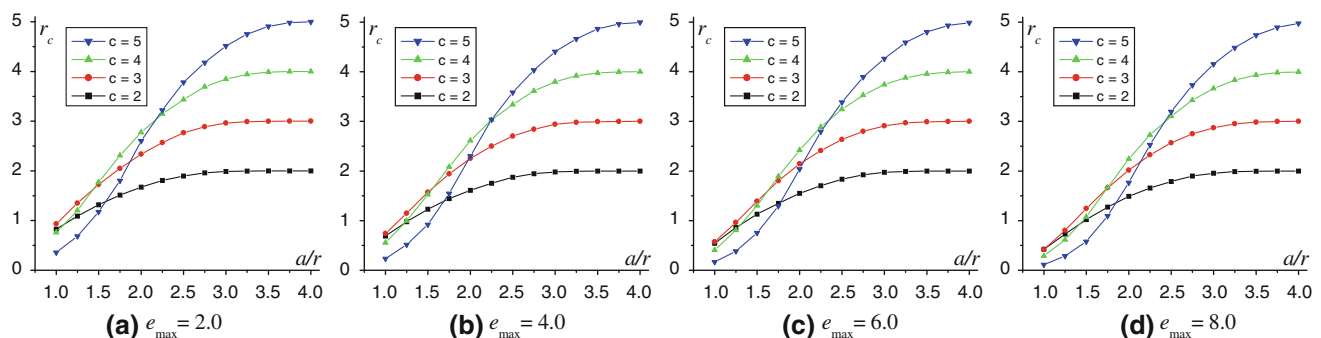 r_c
5
4
3
2
1
0
c = 5
c = 4
c = 3
c = 2
a/r
1.0 1.5 2.0 2.5 3.0 3.5 4.0
(a) e_max = 2.0
r_c
5
4
3
2
1
0
c = 5
c = 4
c = 3
c = 2
a/r
1.0 1.5 2.0 2.5 3.0 3.5 4.0
(b) e_max = 4.0
r_c
5
4
3
2
1
0
c = 5
c = 4
c = 3
c = 2
a/r
1.0 1.5 2.0 2.5 3.0 3.5 4.0
(c) e_max = 6.0
r_c
5
4
3
2
1
0
c = 5
c = 4
c = 3
c = 2
a/r
1.0 1.5 2.0 2.5 3.0 3.5 4.0
(d) e_max = 8.0